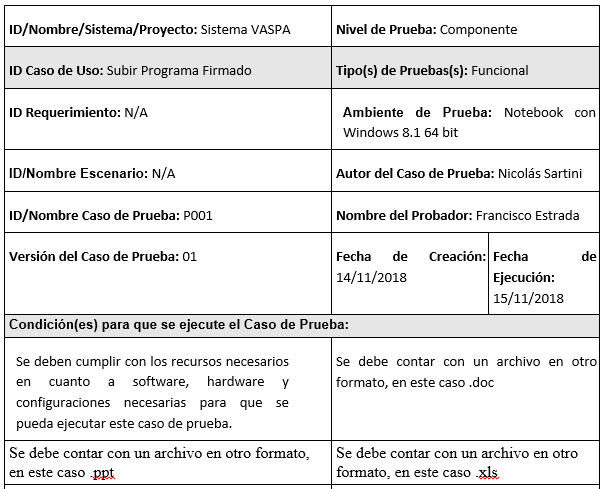 ID/Nombre/Sistema/Proyecto: Sistema VASPA
Nivel de Prueba: Componente
ID Caso de Uso: Subir Programa Firmado
Tipo(s) de Pruebas(s): Funcional
ID Requerimiento: N/A
Ambiente de Prueba: Notebook con
Windows 8.1 64 bit
ID/Nombre Escenario: N/A
Autor del Caso de Prueba: Nicolás Sartini
ID/Nombre Caso de Prueba: P001
Nombre del Probador: Francisco Estrada
Versión del Caso de Prueba: 01
Fecha de Creación:
14/11/2018
Fecha de
Ejecución:
15/11/2018
Condición(es) para que se ejecute el Caso de Prueba:
Se deben cumplir con los recursos necesarios
en cuanto a software, hardware y
configuraciones necesarias para que se
pueda ejecutar este caso de prueba.
Se debe contar con un archivo en otro
formato, en este caso .doc
Se debe contar con un archivo en otro formato,
en este caso .ppt
Se debe contar con un archivo en otro
formato, en este caso .xls